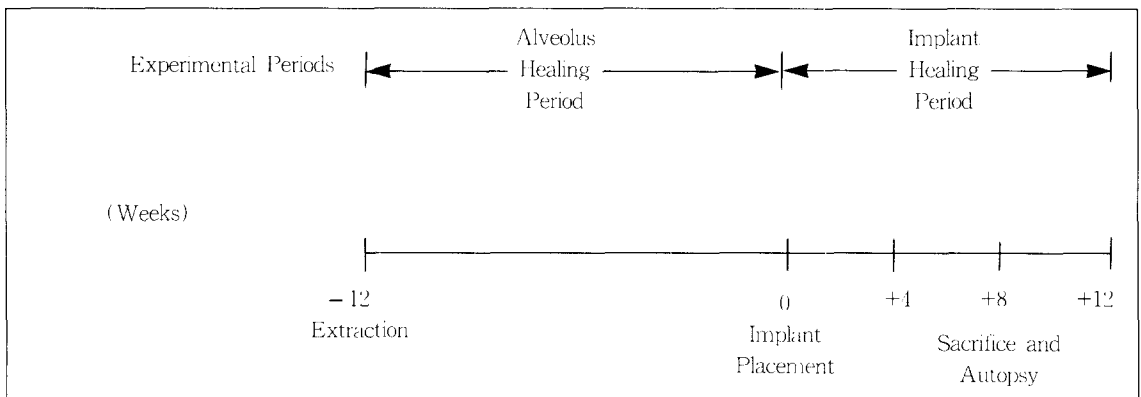 Experimental Periods
Alveolus
Healing
Period
Implant
Healing
Period
(Weeks)
−12
0
+4
+8
+12
Extraction
Implant
Placement
Sacrifice and
Autopsy